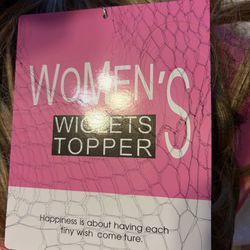 WOMEN'S
WIGLETS
TOPPER
Happiness is about having each
tiny wish come ture.